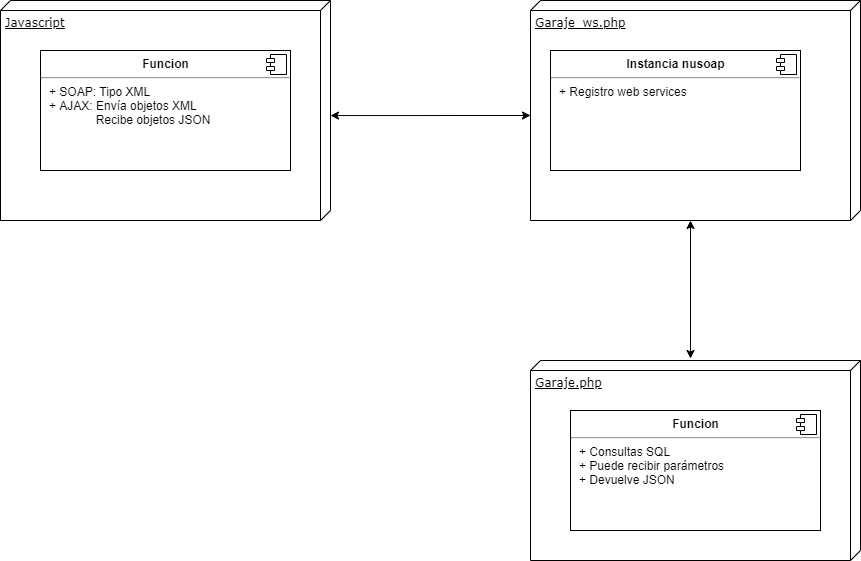 Javascript
Funcion
+ SOAP: Tipo XML
+ AJAX: Envía objetos XML
Recibe objetos JSON
Garaje_ws.php
Instancia nusoap
+ Registro web services
Garaje.php
Funcion
+ Consultas SQL
+ Puede recibir parámetros
+ Devuelve JSON